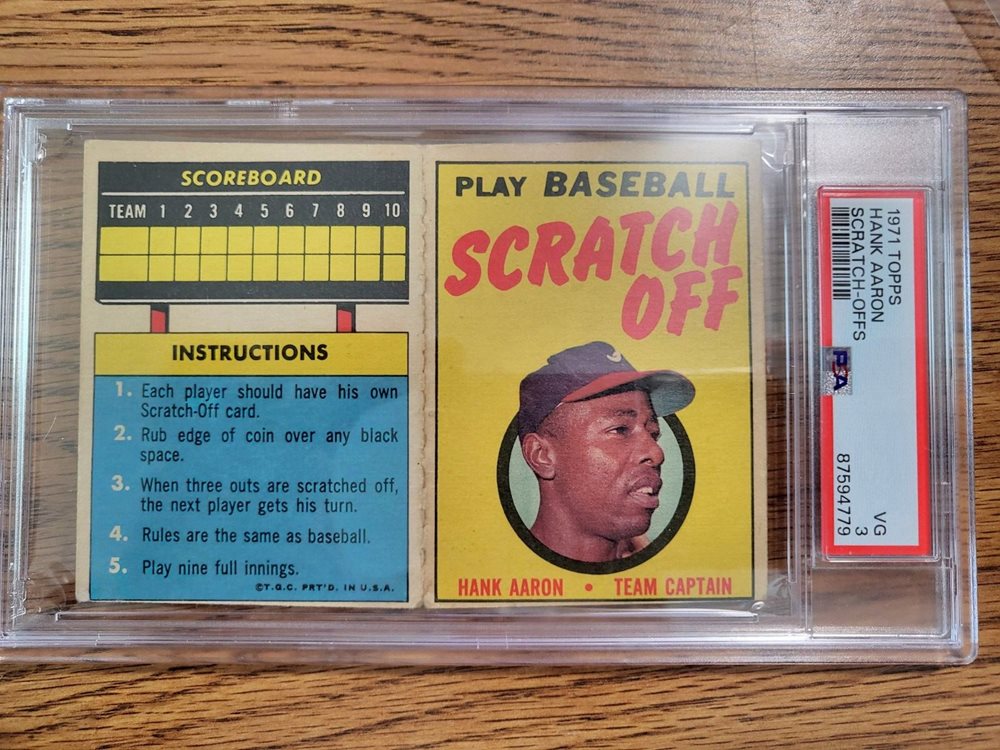 SCOREBOARD
TEAM 1 2 3 4 5 6 7 8 9 10
INSTRUCTIONS
1. Each player should have his own
Scratch-Off card.
2. Rub edge of coin over any black
space.
3. When three outs are scratched off,
the next player gets his turn.
4. Rules are the same as baseball.
5. Play nine full innings.
©T.G.C. PRT'D. IN U.S.A.
PLAY BASEBALL
SCRATCH
OFF
HANK AARON • TEAM CAPTAIN
1971 TOPPS
HANK AARON
SCRATCH-OFFS
PSA
VG
3
87594779